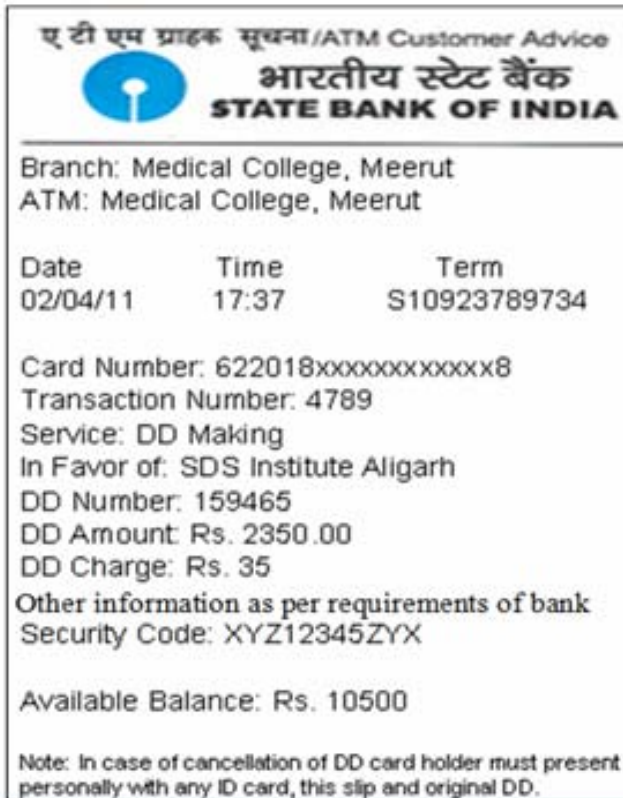 ए टी एम ग्राहक सूचना/ATM Customer Advice
भारतीय स्टेट बैंक
STATE BANK OF INDIA
Branch: Medical College, Meerut
ATM: Medical College, Meerut
Date Time Term
02/04/11 17:37 S10923789734
Card Number: 622018xxxxxxxxxxxx8
Transaction Number: 4789
Service: DD Making
In Favor of: SDS Institute Aligarh
DD Number: 159465
DD Amount: Rs. 2350.00
DD Charge: Rs. 35
Other information as per requirements of bank
Security Code: XYZ12345ZYX
Available Balance: Rs. 10500
Note: In case of cancellation of DD card holder must present
personally with any ID card, this slip and original DD.